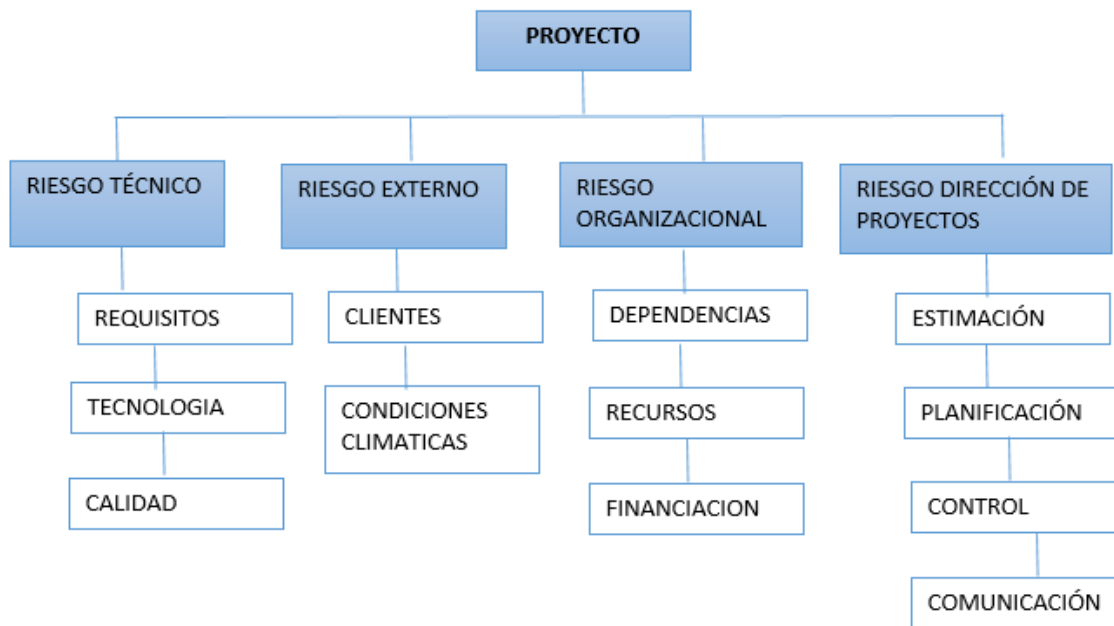 PROYECTO
RIESGO TÉCNICO
RIESGO EXTERNO
RIESGO
ORGANIZACIONAL
RIESGO DIRECCIÓN DE
PROYECTOS
REQUISITOS
CLIENTES
DEPENDENCIAS
ESTIMACIÓN
TECNOLOGIA
CONDICIONES
CLIMATICAS
RECURSOS
PLANIFICACIÓN
CALIDAD
FINANCIACION
CONTROL
COMUNICACIÓN